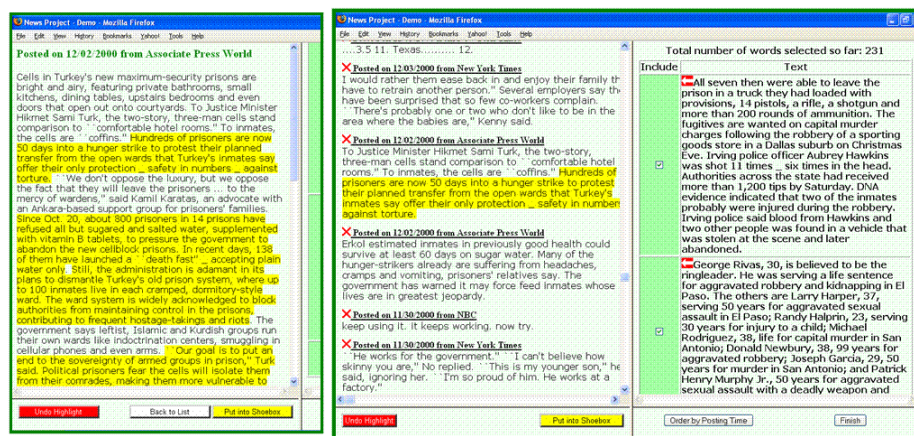 News Project - Demo - Mozilla Firefox
File Edit View History Bookmarks Yahoo! Tools Help
Posted on 12/02/2000 from Associate Press World
Cells in Turkey's new maximum-security prisons are
bright and airy, featuring private bathrooms, small
kitchens, dining tables, upstairs bedrooms and even
doors that open out onto courtyards. To Justice Minister
Hikmet Sami Turk, the two-story, three-man cells stand
comparison to ``comfortable hotel rooms.'' To inmates,
the cells are ``coffins.'' Hundreds of prisoners are now
50 days into a hunger strike to protest their planned
transfer from the open wards that Turkey's inmates say
offer their only protection _ safety in numbers _ against
torture. ``We don't oppose the luxury, but we oppose
the fact that they will leave the prisoners ... to the
mercy of wardens,'' said Kamil Karatas, an advocate with
an Ankara-based support group for prisoners' families.
Since Oct. 20, about 800 prisoners in 14 prisons have
refused all but sugared and salted water, supplemented
with vitamin B tablets, to pressure the government to
abandon the new cellblock prisons. In recent days, 138
of them have launched a ``death fast'' _ accepting plain
water only. Still, the administration is adamant in its
plans to dismantle Turkey's old prison system, where up
to 100 inmates live in each cramped, dormitory-style
ward. The ward system is widely acknowledged to block
authorities from maintaining control in the prisons,
contributing to frequent hostage-takings and riots. The
government says leftist, Islamic and Kurdish groups run
their own wards like indoctrination centers, smuggling in
cellular phones and even arms. ``Our goal is to put an
end to the sovereignty of armed groups in prison,'' Turk
said. Political prisoners fear the cells will isolate them
from their comrades, making them more vulnerable to
Undo Highlight Back to List Put into Shoebox
News Project - Demo - Mozilla Firefox
File Edit View History Bookmarks Yahoo! Tools Help
....3.5 11. Texas.......... 12.
Posted on 12/03/2000 from New York Times
I would rather them ease back in and enjoy their family th
have to retrain another person.'' Several employers say the
have been surprised that so few co-workers complain.
``There's probably one or two who don't like to be in the
area where the babies are,'' Kenny said.
Posted on 12/02/2000 from Associate Press World
To Justice Minister Hikmet Sami Turk, the two-story,
three-man cells stand comparison to ``comfortable hotel
rooms.'' To inmates, the cells are ``coffins.'' Hundreds of
prisoners are now 50 days into a hunger strike to protest
their planned transfer from the open wards that Turkey's
inmates say offer their only protection _ safety in numbers
against torture.
Posted on 12/02/2000 from Associate Press World
Erkol estimated inmates in previously good health could
survive at least 60 days on sugar water. Many of the
hunger-strikers already are suffering from headaches,
cramps and vomiting, prisoners' relatives say. The
government has warned it may force feed inmates whose
lives are in greatest jeopardy.
Posted on 11/30/2000 from NBC
keep using it. it keeps working. now try.
Posted on 11/30/2000 from New York Times
``He works for the government.'' ``I can't believe how
skinny you are,'' No replied. ``This is my younger son,'' he
said, ignoring her. ``I'm so proud of him. He works at a
factory.''
Undo Highlight Put into Shoebox
Total number of words selected so far: 231
Include Text
All seven then were able to leave the
prison in a truck they had loaded with
provisions, 14 pistols, a rifle, a shotgun and
more than 200 rounds of ammunition. The
fugitives are wanted on capital murder
charges following the robbery of a sporting
goods store in a Dallas suburb on Christmas
Eve. Irving police officer Aubrey Hawkins
was shot 11 times _ six times in the head.
Authorities across the state had received
more than 1,200 tips by Saturday. DNA
evidence indicated that two of the inmates
probably were injured during the robbery.
Irving police said blood from Hawkins and
two other people was found in a vehicle that
was stolen at the scene and later
abandoned.
George Rivas, 30, is believed to be the
ringleader. He was serving a life sentence
for aggravated robbery and kidnapping in El
Paso. The others are Larry Harper, 37,
serving 50 years for aggravated sexual
assault in El Paso; Randy Halprin, 23, serving
30 years for injury to a child; Michael
Rodriguez, 38, life for capital murder in San
Antonio; Donald Newbury, 38, 99 years for
aggravated robbery; Joseph Garcia, 29, 50
years for murder in San Antonio; and Patrick
Henry Murphy Jr., 50 years for aggravated
sexual assault with a deadly weapon and
Order by Posting Time Finish